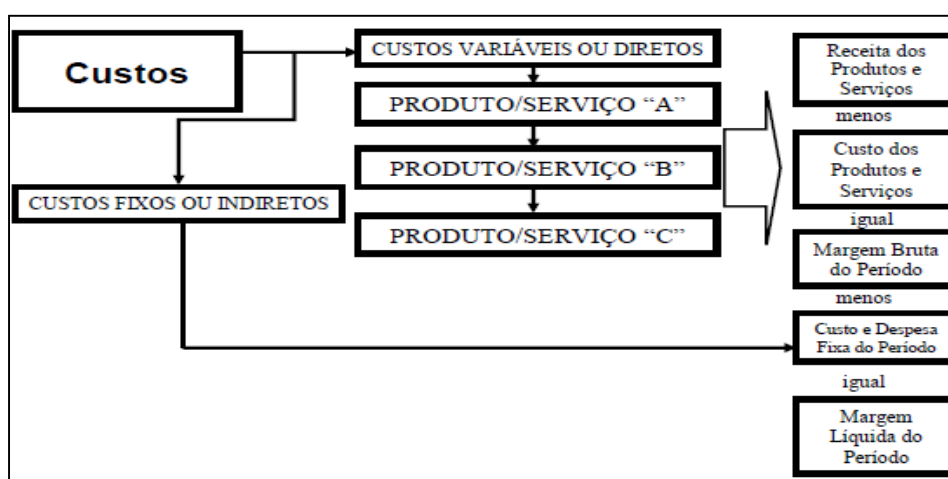 Custos
CUSTOS VARIÁVEIS OU DIRETOS
PRODUTO/SERVIÇO “A”
PRODUTO/SERVIÇO “B”
PRODUTO/SERVIÇO “C”
CUSTOS FIXOS OU INDIRETOS
Receita dos
Produtos e
Serviços
menos
Custo dos
Produtos e
Serviços
igual
Margem Bruta
do Período
menos
Custo e Despesa
Fixa do Período
igual
Margem
Líquida do
Período